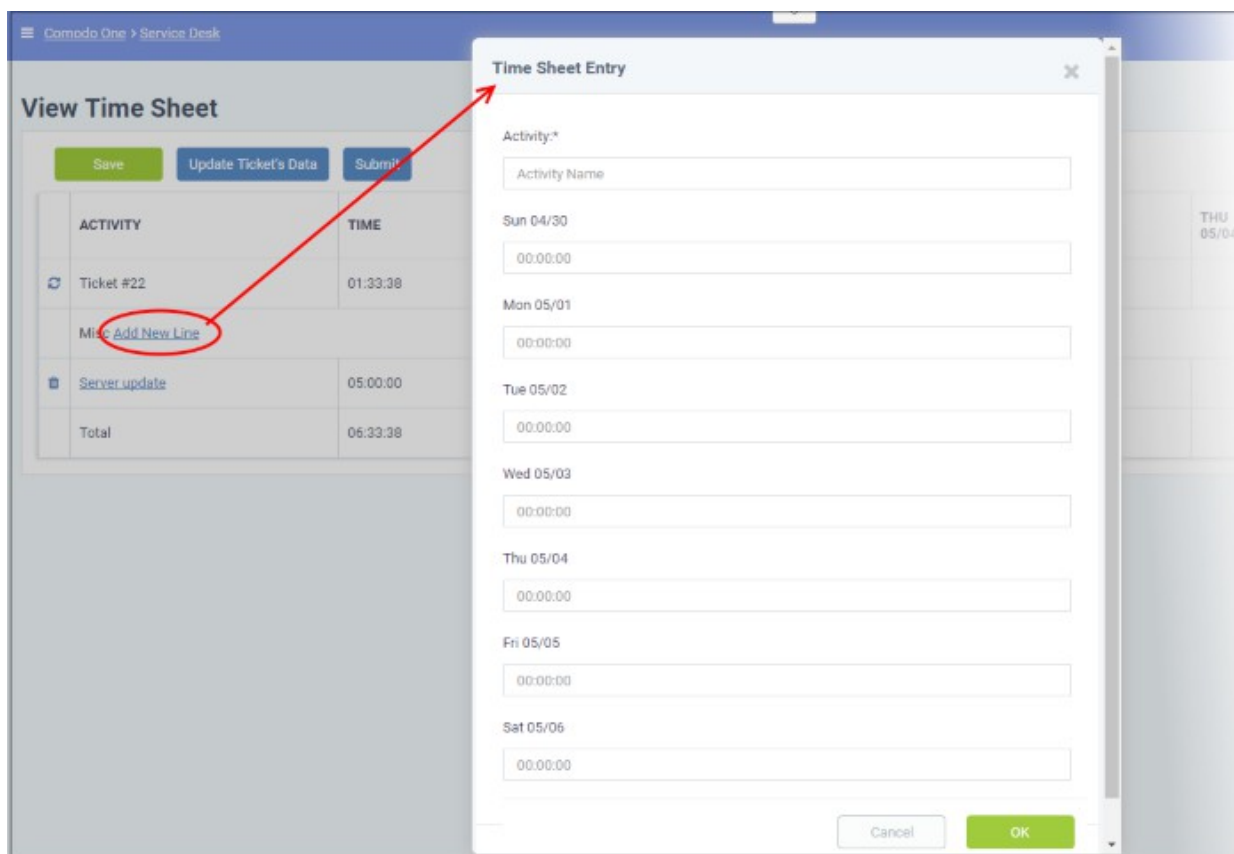 Comodo One > Service Desk
View Time Sheet
Save
Update Ticket's Data
Submit
ACTIVITY
TIME
THU
05/04
Ticket #22
01:33:38
Misc Add New Line
Server update
05:00:00
Total
06:33:38
Time Sheet Entry
Activity:*
Activity Name
Sun 04/30
00:00:00
Mon 05/01
00:00:00
Tue 05/02
00:00:00
Wed 05/03
00:00:00
Thu 05/04
00:00:00
Fri 05/05
00:00:00
Sat 05/06
00:00:00
Cancel
OK